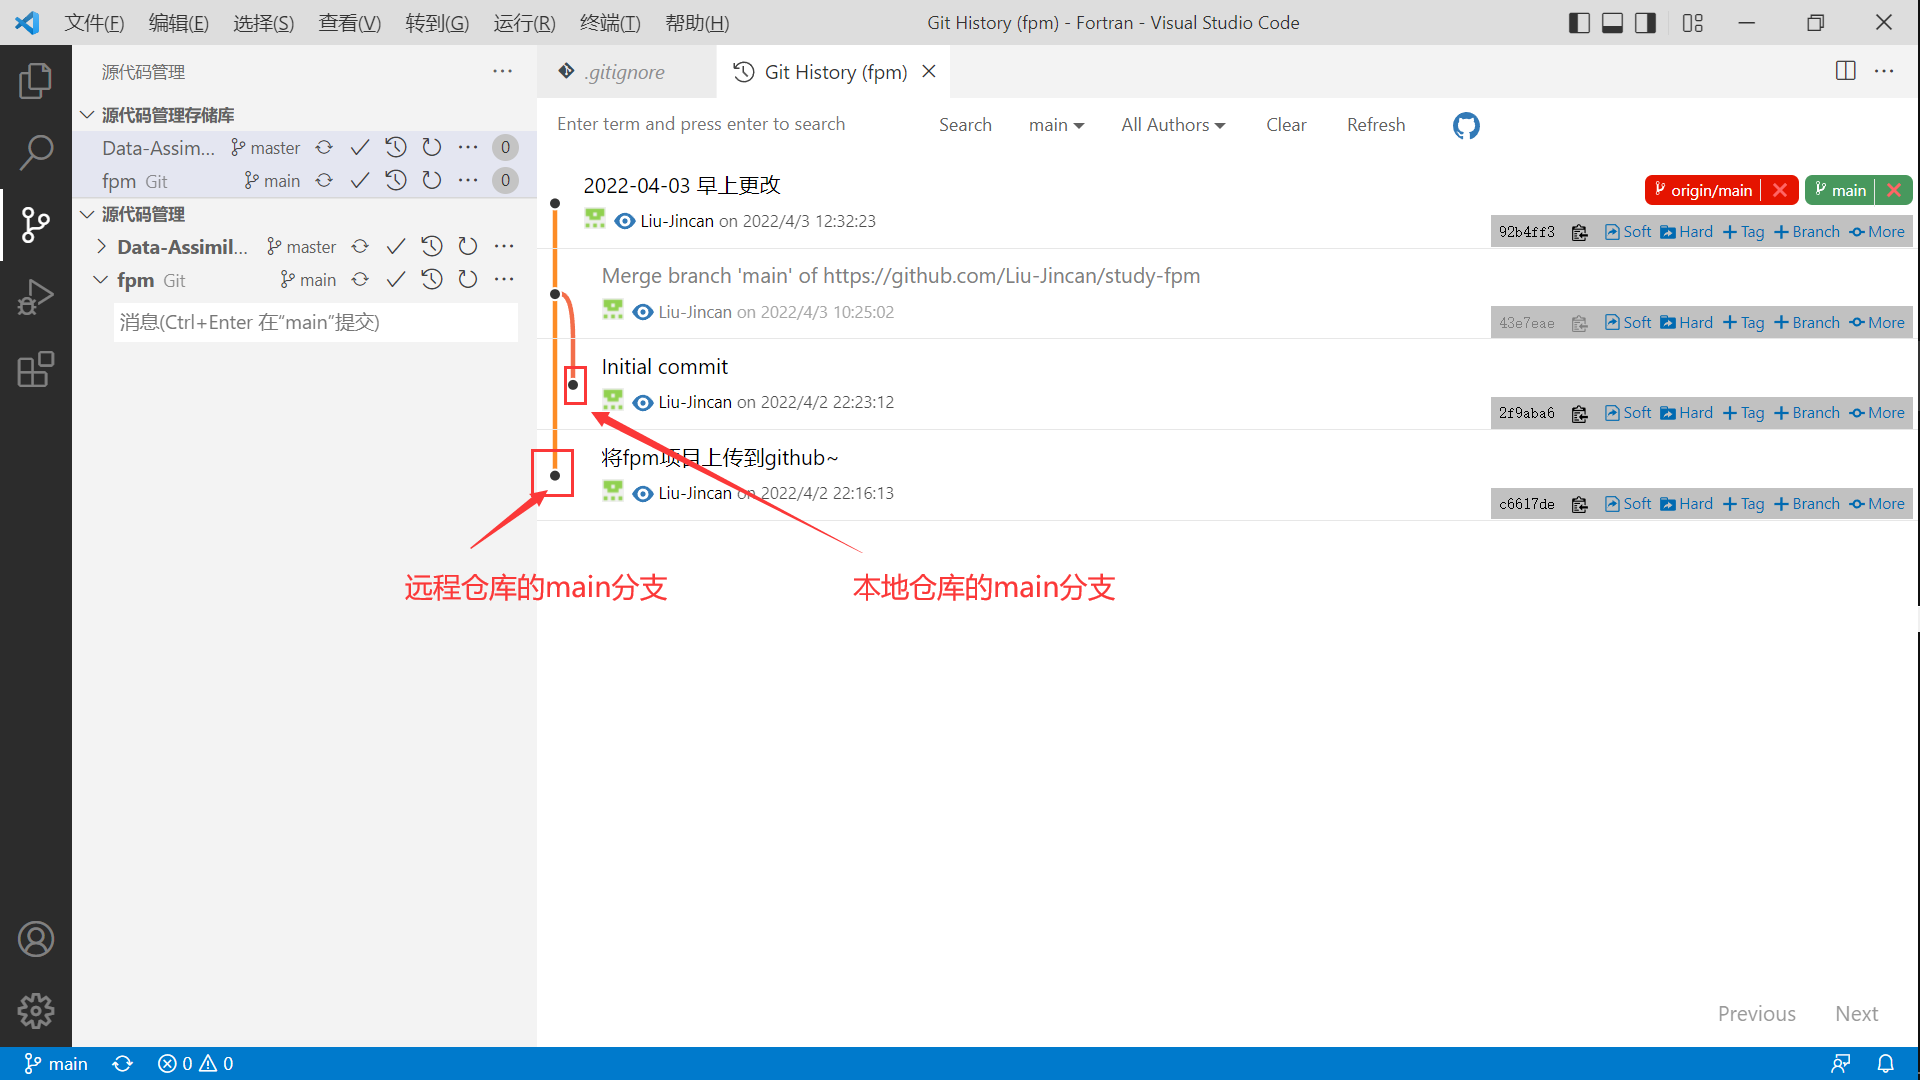 文件(F) 编辑(E) 选择(S) 查看(V) 转到(G) 运行(R) 终端(T) 帮助(H) Git History (fpm) - Fortran - Visual Studio Code
源代码管理 ···
.gitignore Git History (fpm)
源代码管理存储库
Data-Assim... master 0
fpm Git main 0
源代码管理
Data-Assimil... master
fpm Git main
消息(Ctrl+Enter 在“main”提交)
Enter term and press enter to search Search main All Authors Clear Refresh
2022-04-03 早上更改
origin/main main
Liu-Jincan on 2022/4/3 12:32:23
92b4ff3 Soft Hard Tag Branch More
Merge branch 'main' of https://github.com/Liu-Jincan/study-fpm
Liu-Jincan on 2022/4/3 10:25:02
43e7eae Soft Hard Tag Branch More
Initial commit
Liu-Jincan on 2022/4/2 22:23:12
2f9aba6 Soft Hard Tag Branch More
将fpm项目上传到github~
Liu-Jincan on 2022/4/2 22:16:13
c6617de Soft Hard Tag Branch More
远程仓库的main分支 本地仓库的main分支
Previous Next
main 0 0